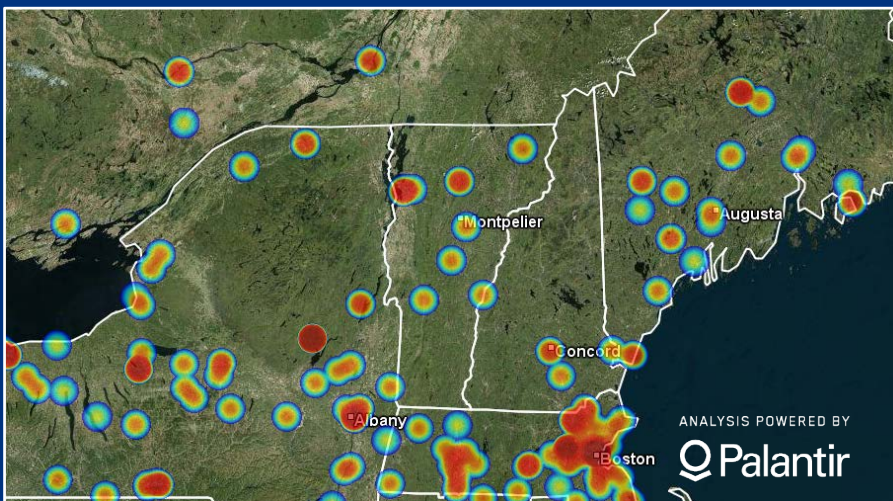 Montpelier
Augusta
Concord
Albany
Boston
ANALYSIS POWERED BY
Palantir